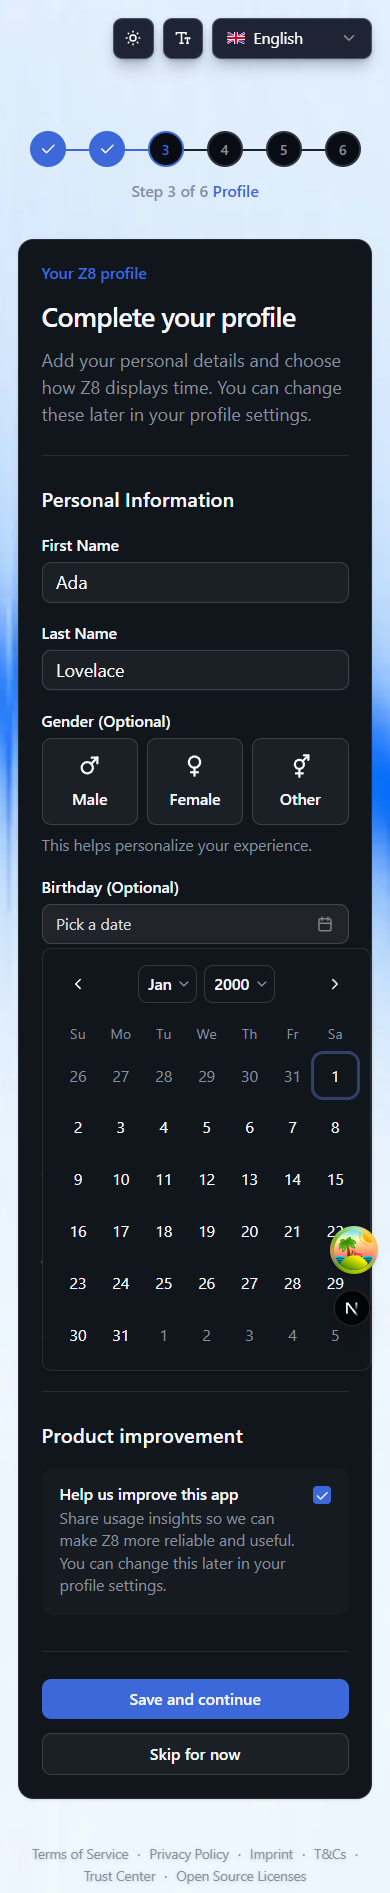 English
3 4 5 6
Step 3 of 6 Profile
Your Z8 profile
Complete your profile
Add your personal details and choose
how Z8 displays time. You can change
these later in your profile settings.
Personal Information
First Name
Ada
Last Name
Lovelace
Gender (Optional)
Male Female Other
This helps personalize your experience.
Birthday (Optional)
Pick a date
Jan 2000
Su Mo Tu We Th Fr Sa
26 27 28 29 30 31 1
2 3 4 5 6 7 8
9 10 11 12 13 14 15
16 17 18 19 20 21 22
23 24 25 26 27 28 29
N
30 31 1 2 3 4 5
Product improvement
Help us improve this app
Share usage insights so we can
make Z8 more reliable and useful.
You can change this later in your
profile settings.
Save and continue
Skip for now
Terms of Service · Privacy Policy · Imprint · T&Cs ·
Trust Center · Open Source Licenses